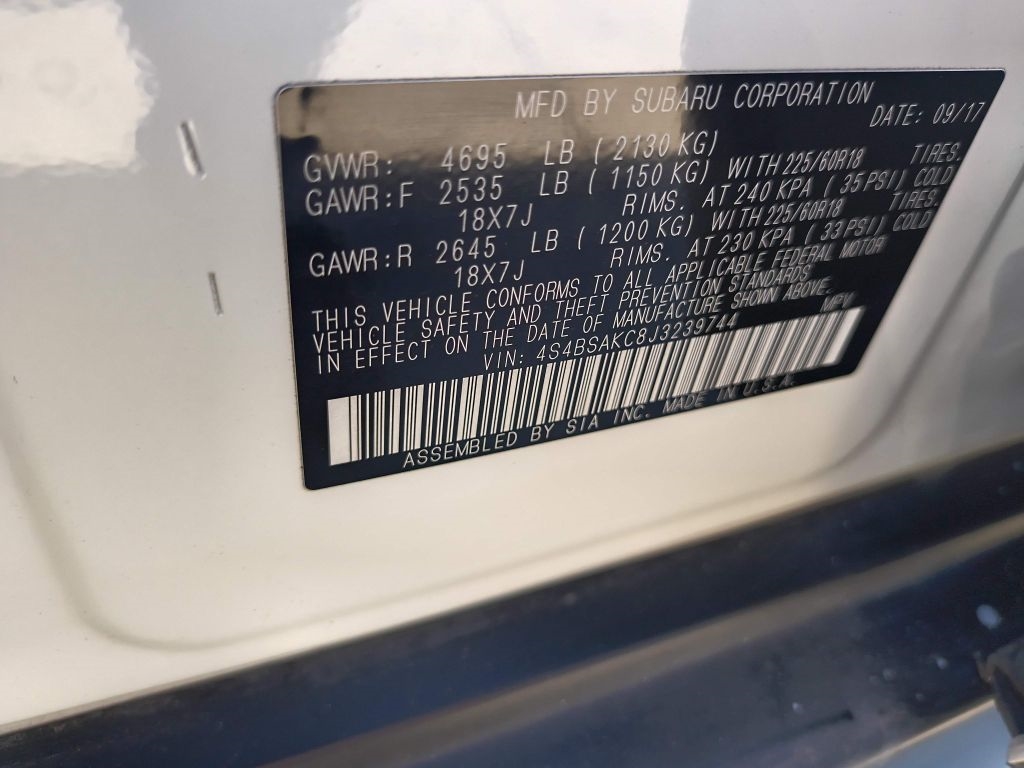 MFD BY SUBARU CORPORATION
DATE: 09/17
GVWR: 4695 LB (2130 KG)
GAWR:F 2535 LB (1150 KG) WITH 225/60R18 TIRES.
18X7J RIMS. AT 240 KPA (35 PSI) COLD
GAWR:R 2645 LB (1200 KG) WITH 225/60R18 TIRES.
18X7J RIMS. AT 230 KPA (33 PSI) COLD
THIS VEHICLE CONFORMS TO ALL APPLICABLE FEDERAL MOTOR
VEHICLE SAFETY AND THEFT PREVENTION STANDARDS
IN EFFECT ON THE DATE OF MANUFACTURE SHOWN ABOVE.
VIN: 4S4BSAKC8J3239744 MPV
ASSEMBLED BY SIA INC. MADE IN U.S.A.